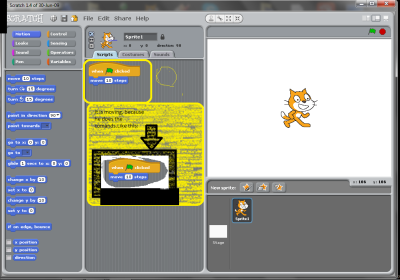 Scratch 1.4 of 30-Jun-09
SCRATCH
File Edit Share Help
Motion
Control
Looks
Sensing
Sound
Operators
Pen
Variables
Sprite1
Scripts
Costumes
Sounds
move 10 steps
turn 15 degrees
turn 15 degrees
point in direction 90
point towards
go to x: 0 y: 0
go to
glide 1 secs to x: 0 y: 0
change x by 10
set x to 0
change y by 10
set y to 0
if on edge, bounce
x position
y position
direction
when clicked
move 10 steps
it is moving because
when clicked
move 10 steps
New sprite:
Sprite1
Stage